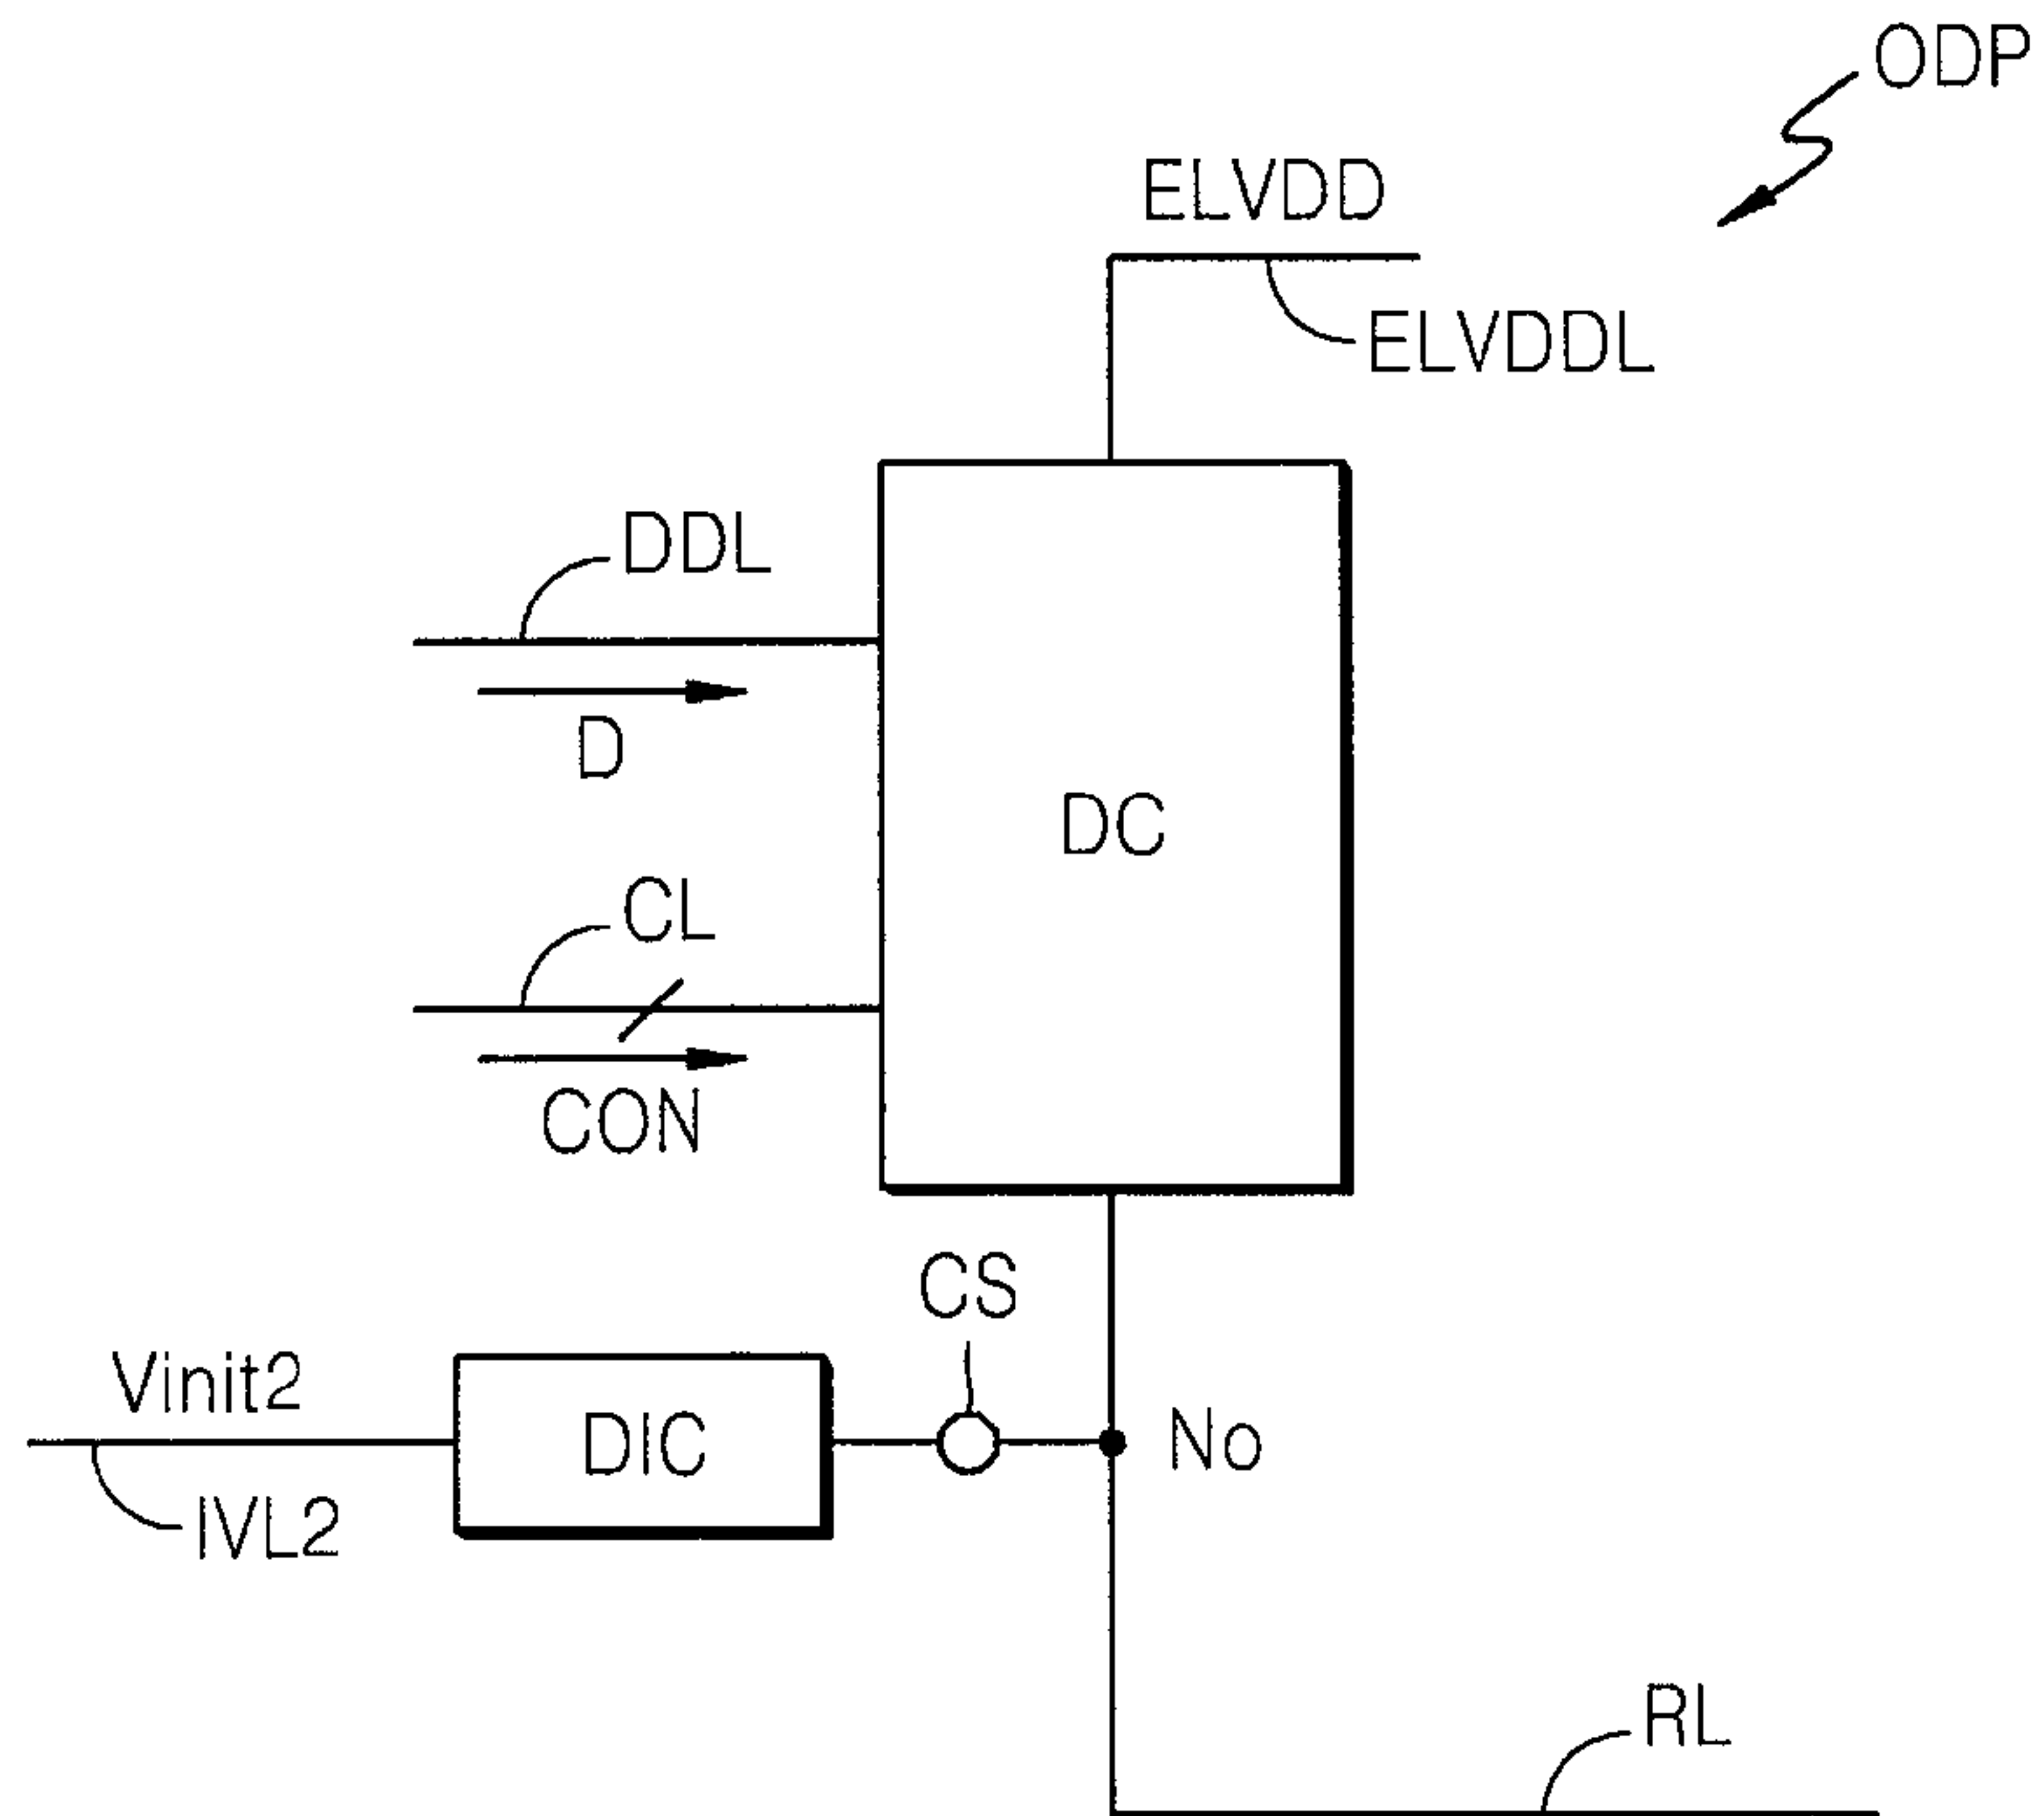 ODP
ELVDD
ELVDDL
DDL
D
DC
CL
CON
CS
Vinit2
DIC
No
IVL2
RL